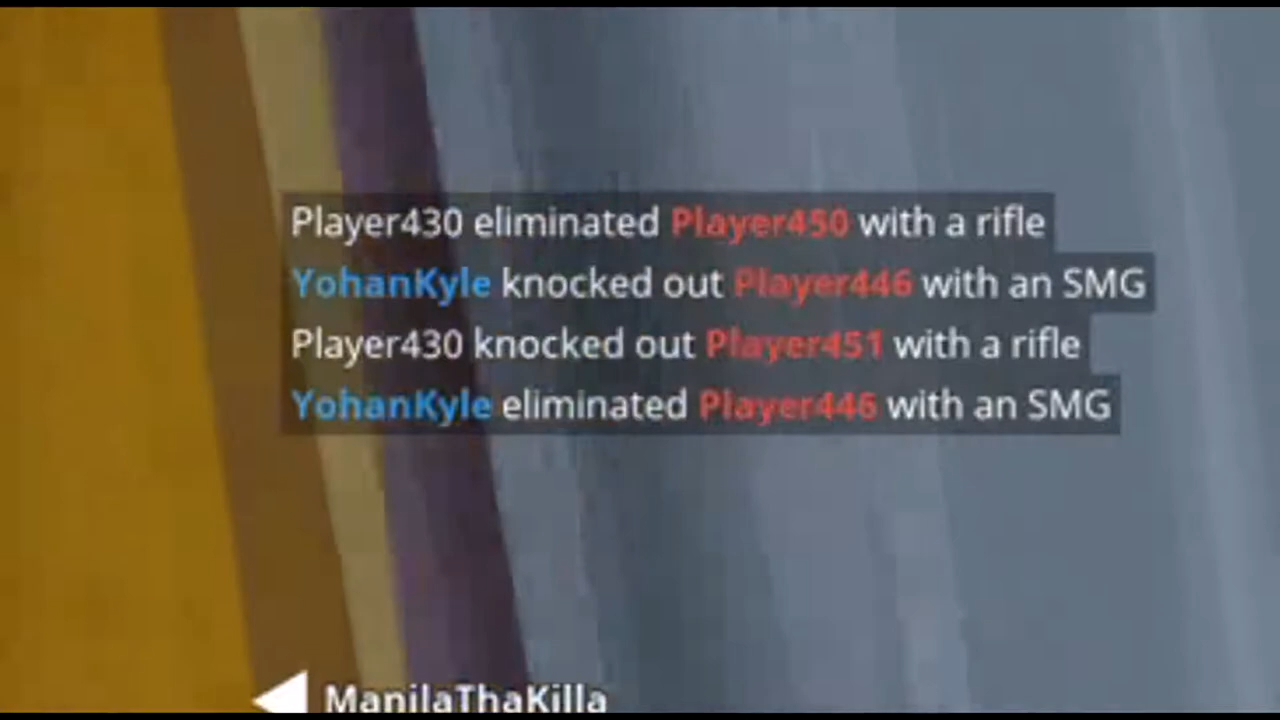 Player430 eliminated Player450 with a rifle
YohanKyle knocked out Player446 with an SMG
Player430 knocked out Player451 with a rifle
YohanKyle eliminated Player446 with an SMG
ManilaThaKilla